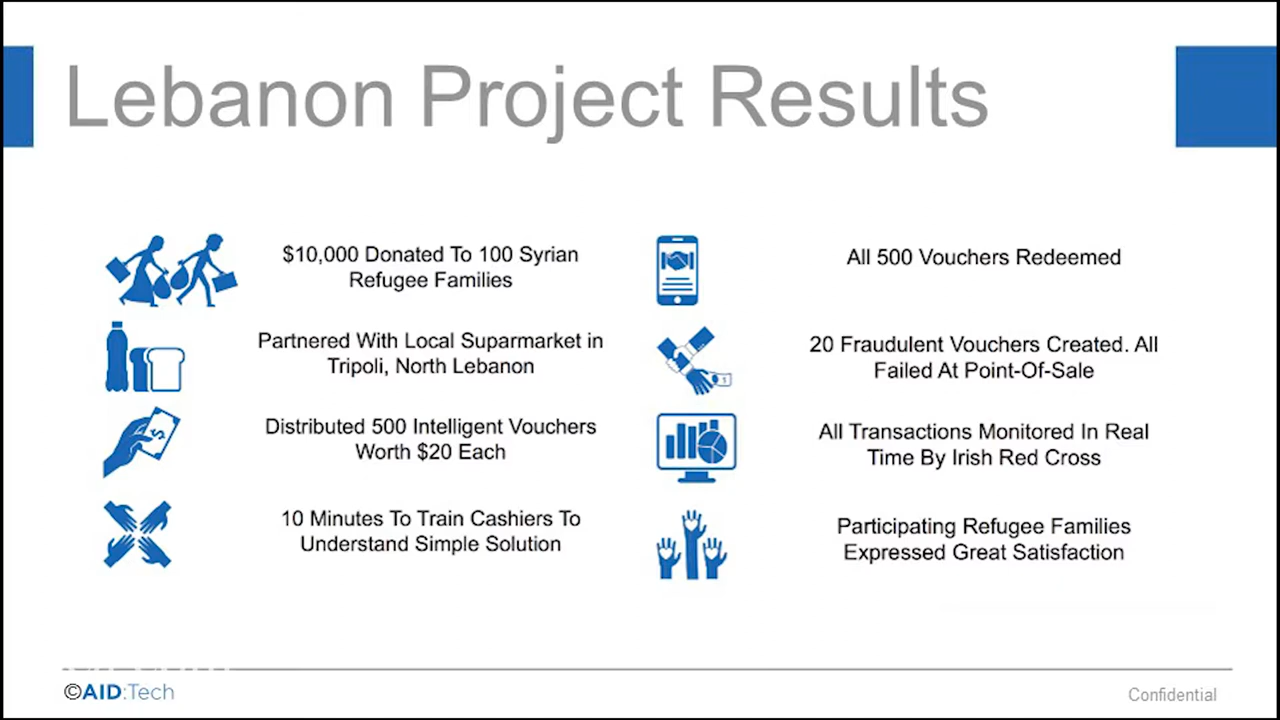 Lebanon Project Results
$10,000 Donated To 100 Syrian
Refugee Families
Partnered With Local Suparmarket in
Tripoli, North Lebanon
Distributed 500 Intelligent Vouchers
Worth $20 Each
10 Minutes To Train Cashiers To
Understand Simple Solution
All 500 Vouchers Redeemed
20 Fraudulent Vouchers Created. All
Failed At Point-Of-Sale
All Transactions Monitored In Real
Time By Irish Red Cross
Participating Refugee Families
Expressed Great Satisfaction
©AID:Tech
Confidential